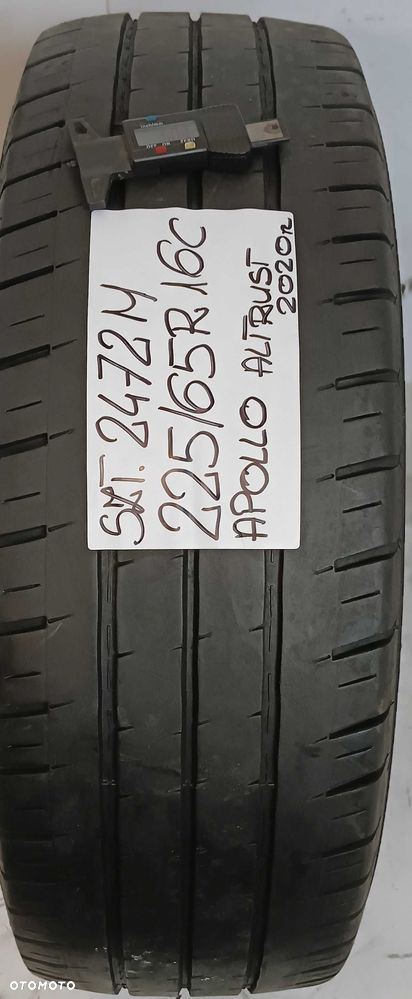 SZT. 2472M
225/65R16C
APOLLO ALTRUST
2020r
OTOMOTO